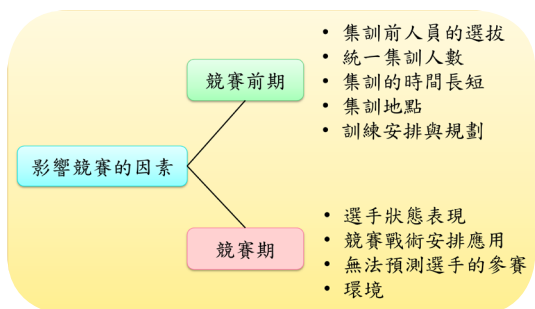 影響競賽的因素
競賽前期
• 集訓前人員的選拔
• 統一集訓人數
• 集訓的時間長短
• 集訓地點
• 訓練安排與規劃
競賽期
• 選手狀態表現
• 競賽戰術安排應用
• 無法預測選手的參賽
• 環境